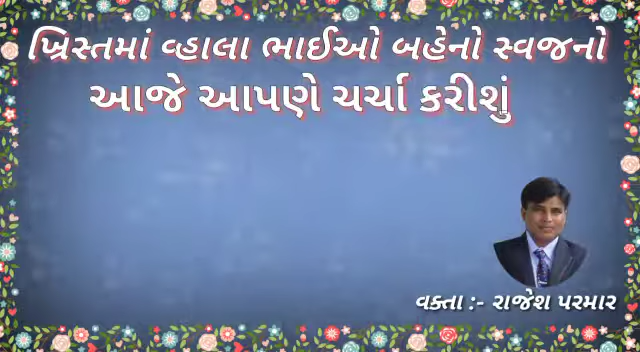 ખ્રિસ્તમાં વ્હાલા ભાઈઓ બહેનો સ્વજનો
આજે આપણે ચર્ચા કરીશું
વક્તા :- રાજેશ પરમાર